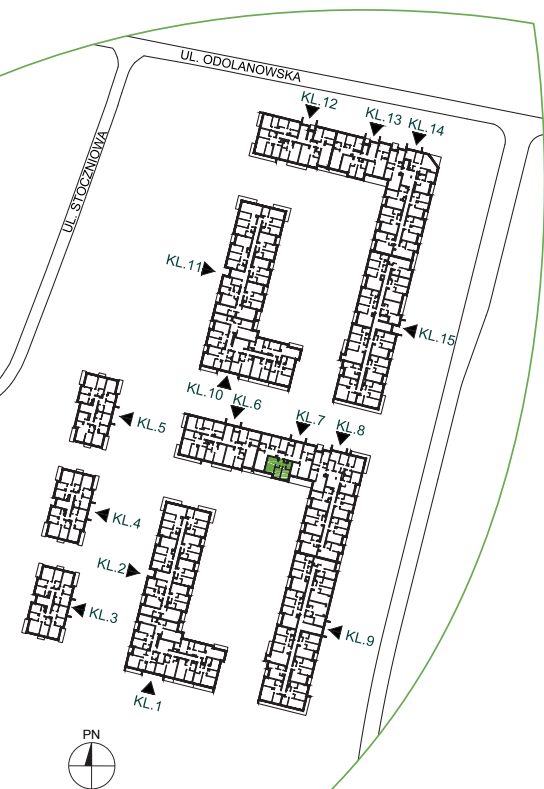 UL. ODOLANOWSKA
UL. STOCZNIOWA
KL.12
KL.13
KL.14
KL.11
KL.15
KL.10
KL.6
KL.7
KL.8
KL.5
KL.4
KL.2
KL.3
KL.9
KL.1
PN